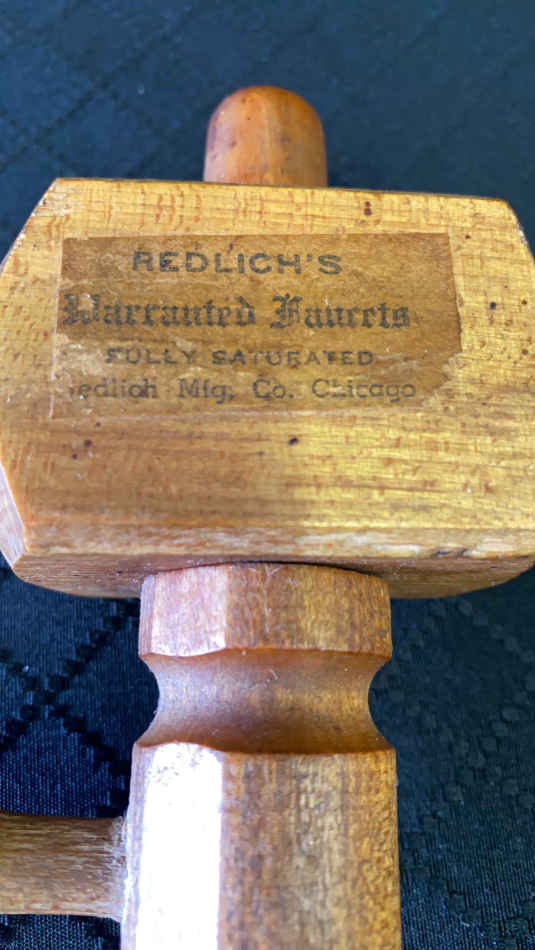 REDLICH'S
Warranted Faucets
FULLY SATURATED
edlich Mfg. Co. Chicago